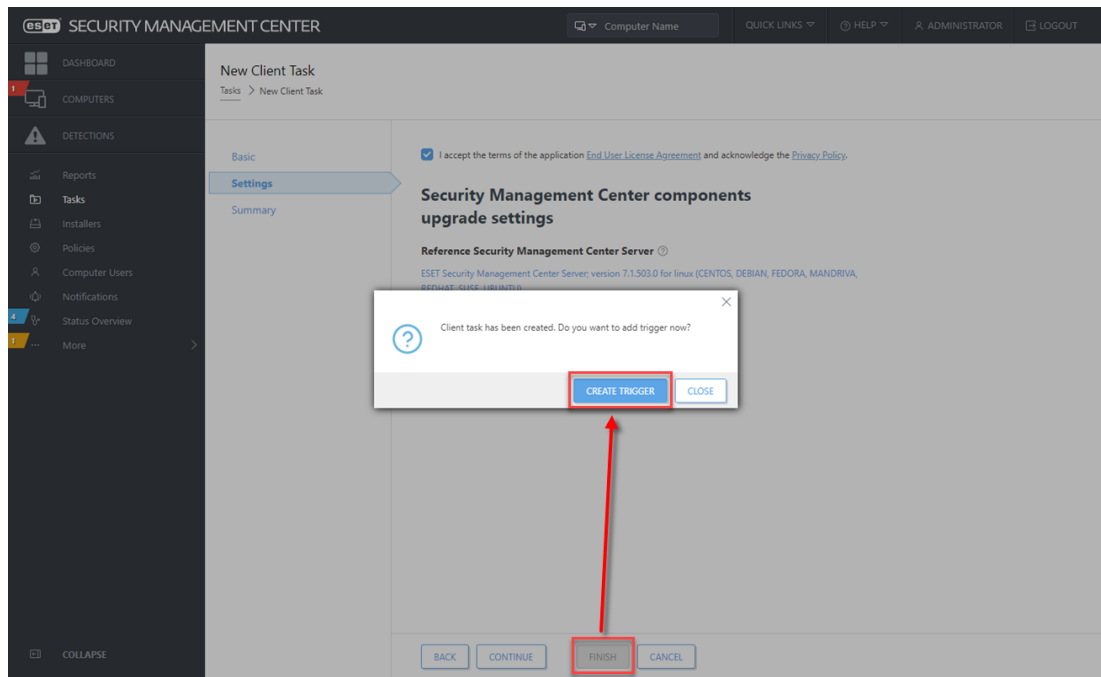 eset SECURITY MANAGEMENT CENTER
Computer Name
QUICK LINKS
HELP
ADMINISTRATOR
LOGOUT
DASHBOARD
1
COMPUTERS
DETECTIONS
Reports
Tasks
Installers
Policies
Computer Users
Notifications
4
Status Overview
1
More
COLLAPSE
New Client Task
Tasks > New Client Task
Basic
Settings
Summary
I accept the terms of the application End User License Agreement and acknowledge the Privacy Policy.
Security Management Center components
upgrade settings
Reference Security Management Center Server ?
ESET Security Management Center Server; version 7.1.503.0 for linux (CENTOS, DEBIAN, FEDORA, MANDRIVA,
REDHAT, SUSE, UBUNTU)
Client task has been created. Do you want to add trigger now?
CREATE TRIGGER
CLOSE
BACK
CONTINUE
FINISH
CANCEL